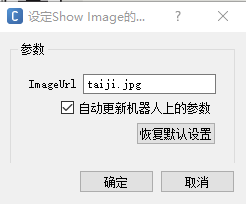 设定Show Image的...
参数
ImageUrl taiji.jpg
自动更新机器人上的参数
恢复默认设置
确定 取消